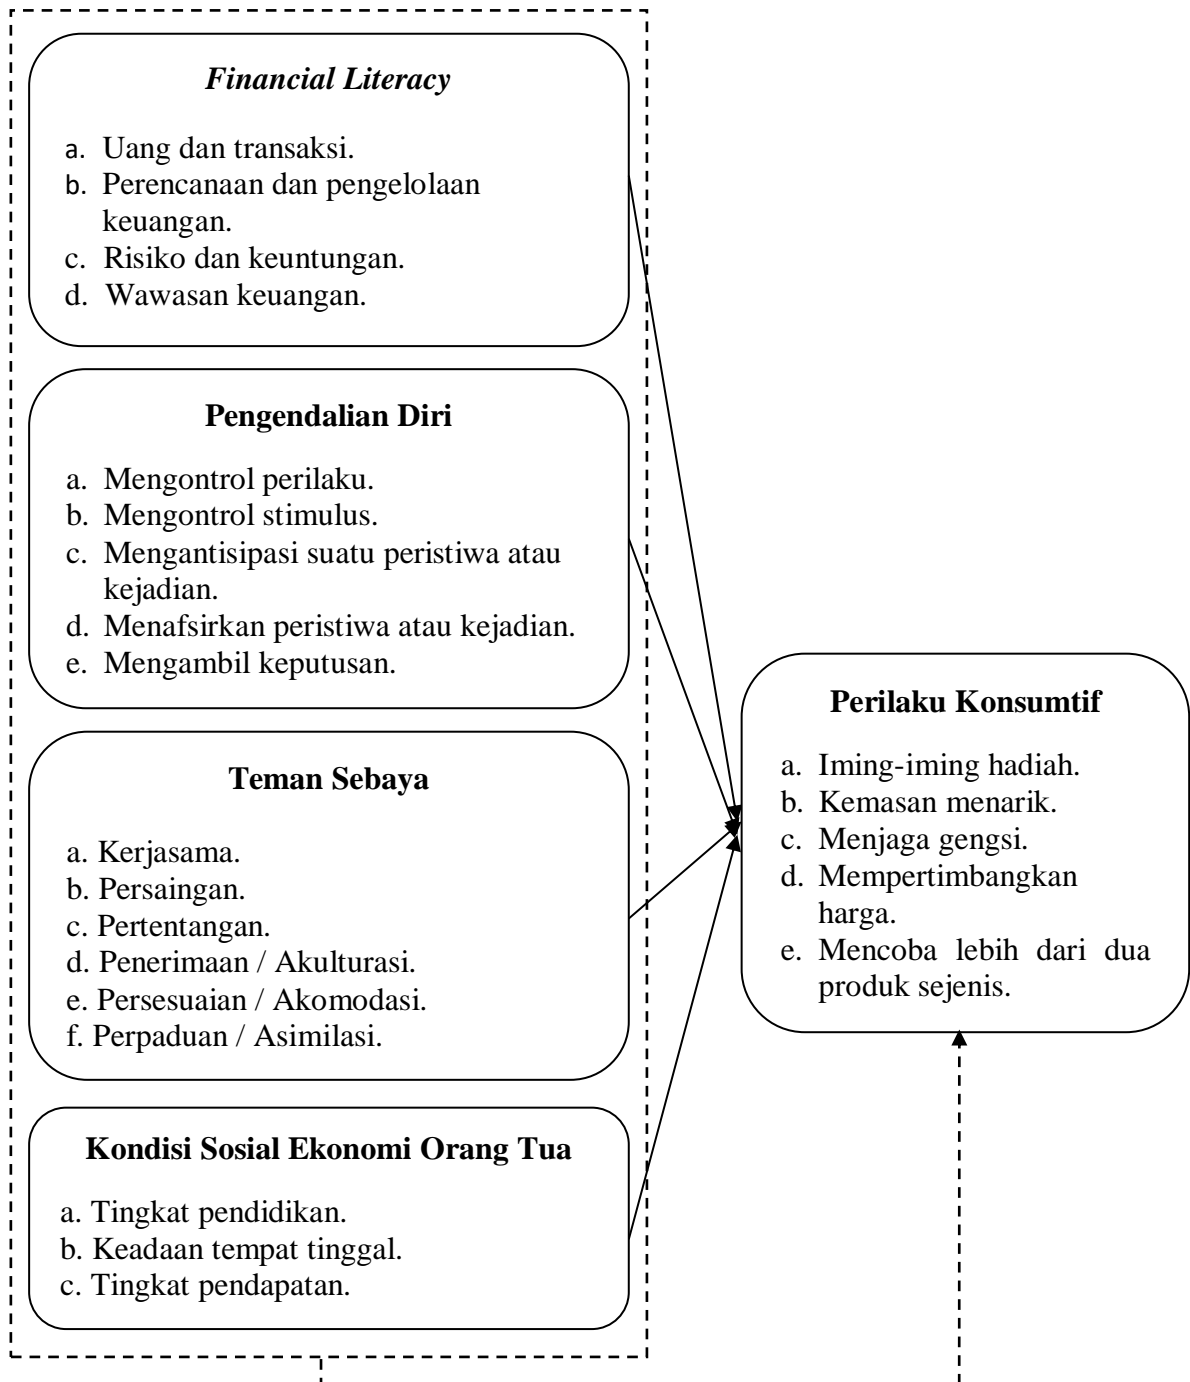 Financial Literacy
a. Uang dan transaksi.
b. Perencanaan dan pengelolaan
keuangan.
c. Risiko dan keuntungan.
d. Wawasan keuangan.
Pengendalian Diri
a. Mengontrol perilaku.
b. Mengontrol stimulus.
c. Mengantisipasi suatu peristiwa atau
kejadian.
d. Menafsirkan peristiwa atau kejadian.
e. Mengambil keputusan.
Teman Sebaya
a. Kerjasama.
b. Persaingan.
c. Pertentangan.
d. Penerimaan / Akulturasi.
e. Persesuaian / Akomodasi.
f. Perpaduan / Asimilasi.
Kondisi Sosial Ekonomi Orang Tua
a. Tingkat pendidikan.
b. Keadaan tempat tinggal.
c. Tingkat pendapatan.
Perilaku Konsumtif
a. Iming-iming hadiah.
b. Kemasan menarik.
c. Menjaga gengsi.
d. Mempertimbangkan
harga.
e. Mencoba lebih dari dua
produk sejenis.